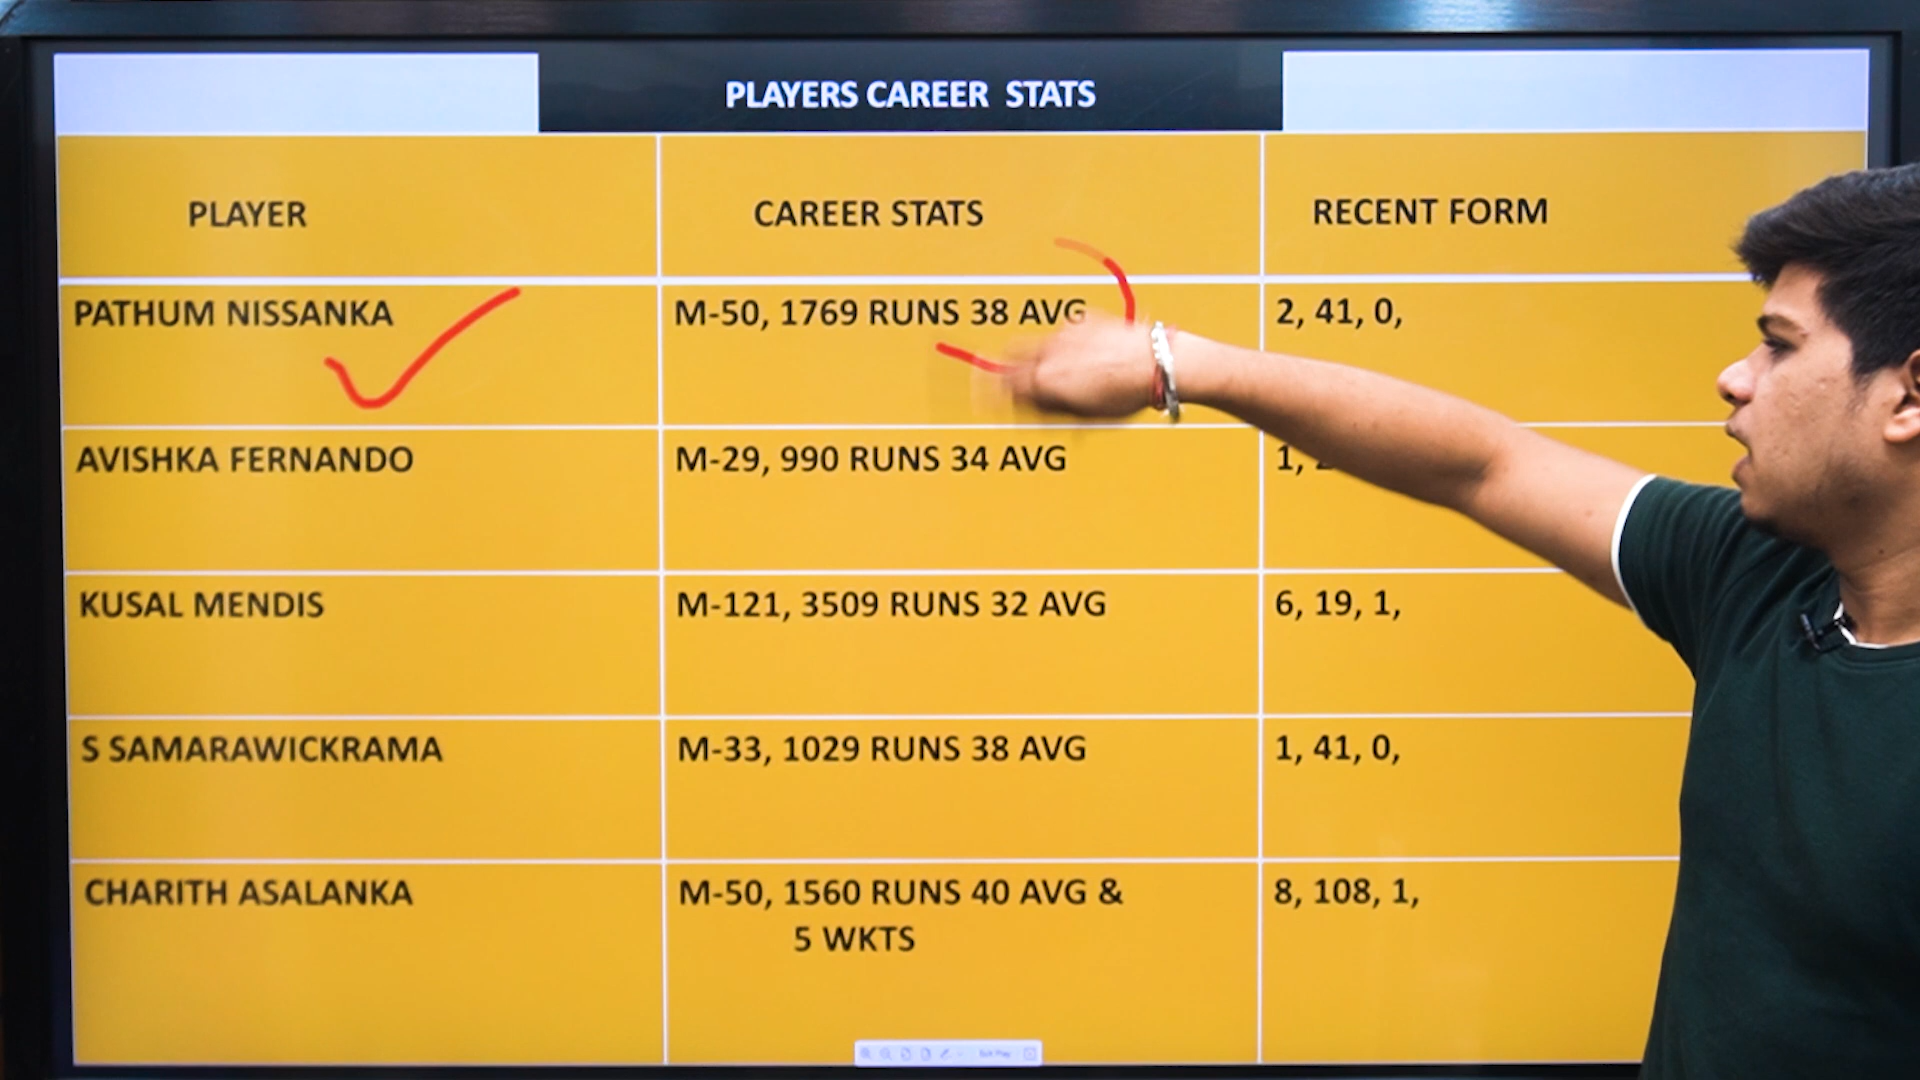 PLAYERS CAREER STATS
PLAYER
CAREER STATS
RECENT FORM
PATHUM NISSANKA
M-50, 1769 RUNS 38 AVG
2, 41, 0,
AVISHKA FERNANDO
M-29, 990 RUNS 34 AVG
1,
KUSAL MENDIS
M-121, 3509 RUNS 32 AVG
6, 19, 1,
S SAMARAWICKRAMA
M-33, 1029 RUNS 38 AVG
1, 41, 0,
CHARITH ASALANKA
M-50, 1560 RUNS 40 AVG &
5 WKTS
8, 108, 1,